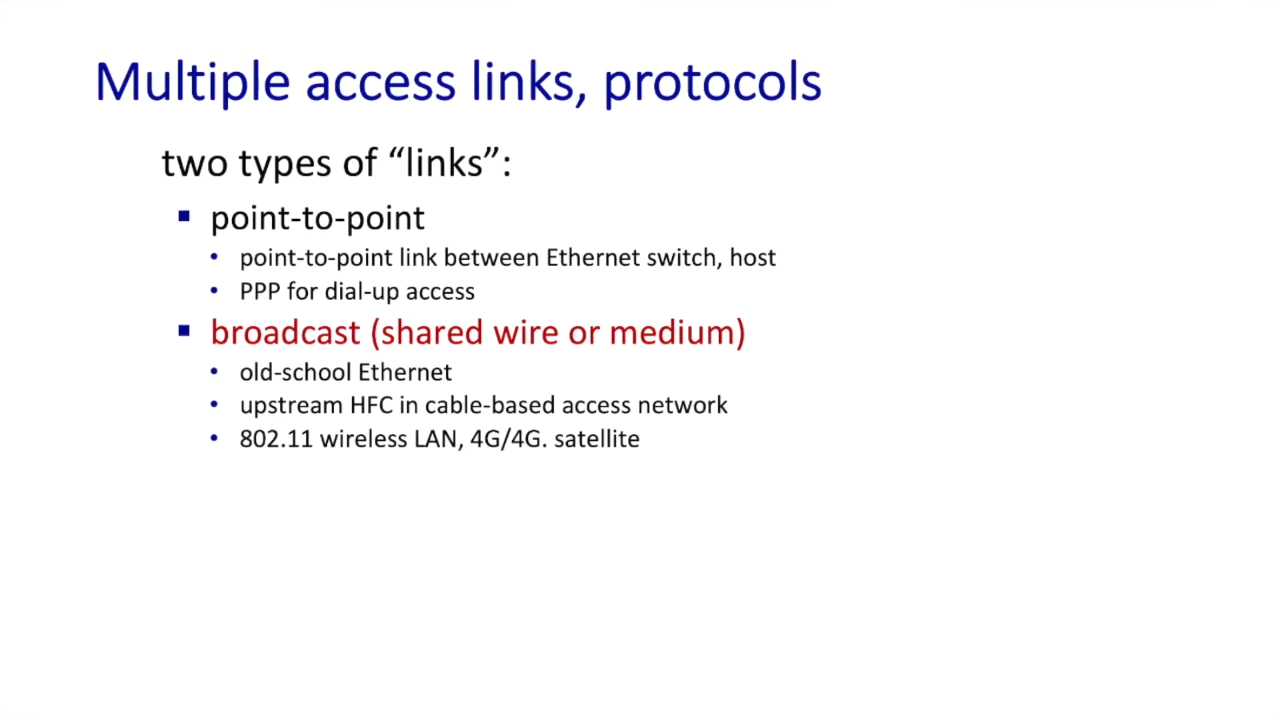 Multiple access links, protocols
two types of “links”:
▪ point-to-point
• point-to-point link between Ethernet switch, host
• PPP for dial-up access
▪ broadcast (shared wire or medium)
• old-school Ethernet
• upstream HFC in cable-based access network
• 802.11 wireless LAN, 4G/4G. satellite